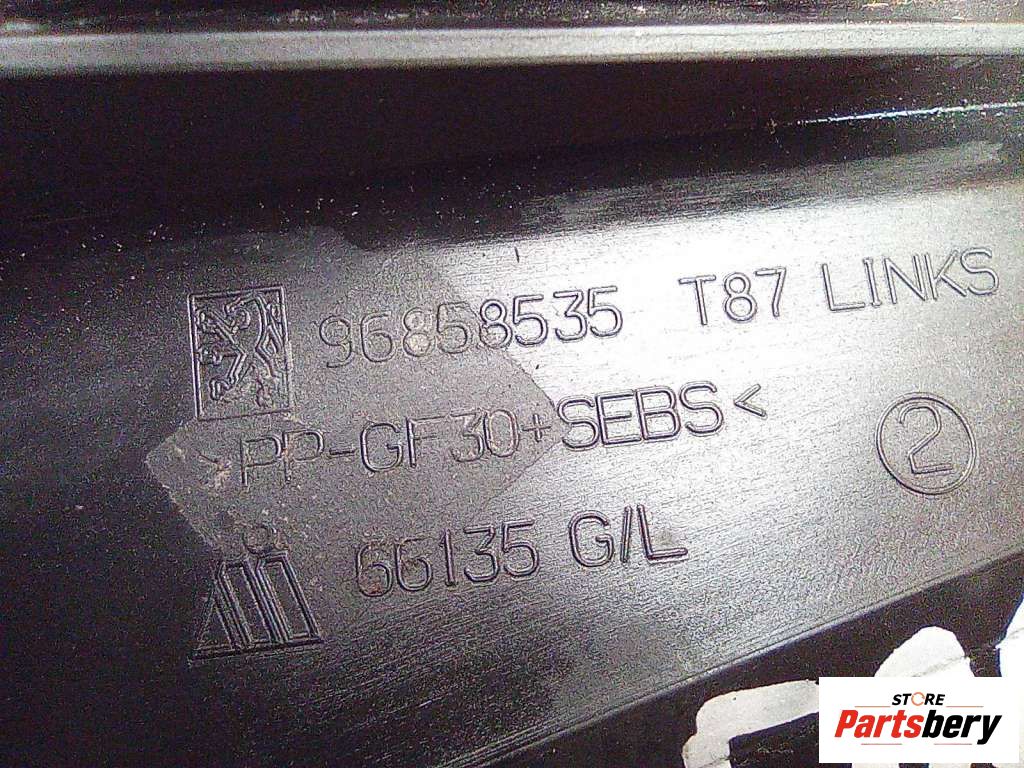 96858535 T87 LINKS
>PP-GF30+SEBS<
2
66135 G/L
STORE
Partsbery